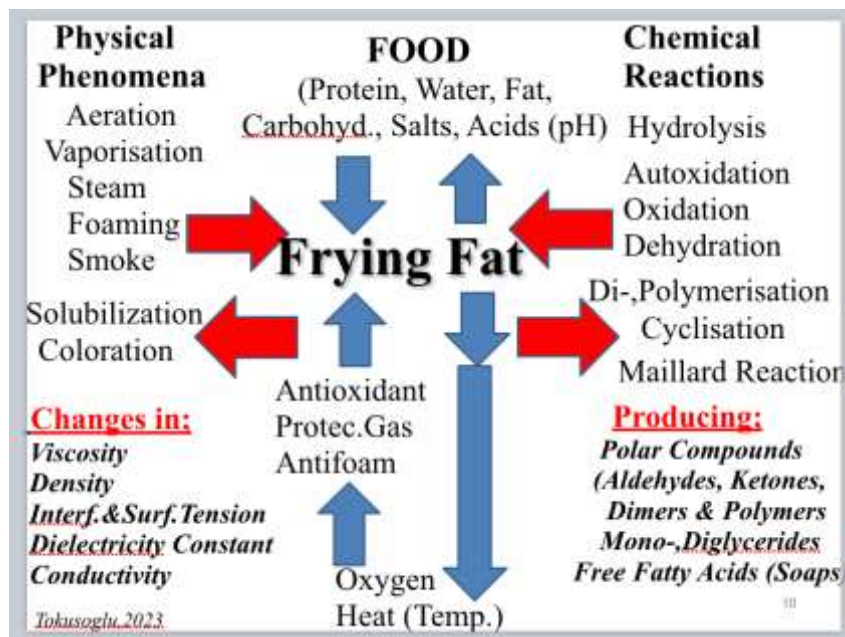 Physical
Phenomena
Aeration
Vaporisation
Steam
Foaming
Smoke
Solubilization
Coloration
Changes in:
Viscosity
Density
Interf.&Surf.Tension
Dielectricity Constant
Conductivity
Tokusoglu,2023
FOOD
(Protein, Water, Fat,
Carbohyd., Salts, Acids (pH)
Frying Fat
Antioxidant
Protec.Gas
Antifoam
Oxygen
Heat (Temp.)
Chemical
Reactions
Hydrolysis
Autoxidation
Oxidation
Dehydration
Di-,Polymerisation
Cyclisation
Maillard Reaction
Producing:
Polar Compounds
(Aldehydes, Ketones,
Dimers & Polymers
Mono-,Diglycerides
Free Fatty Acids (Soaps)